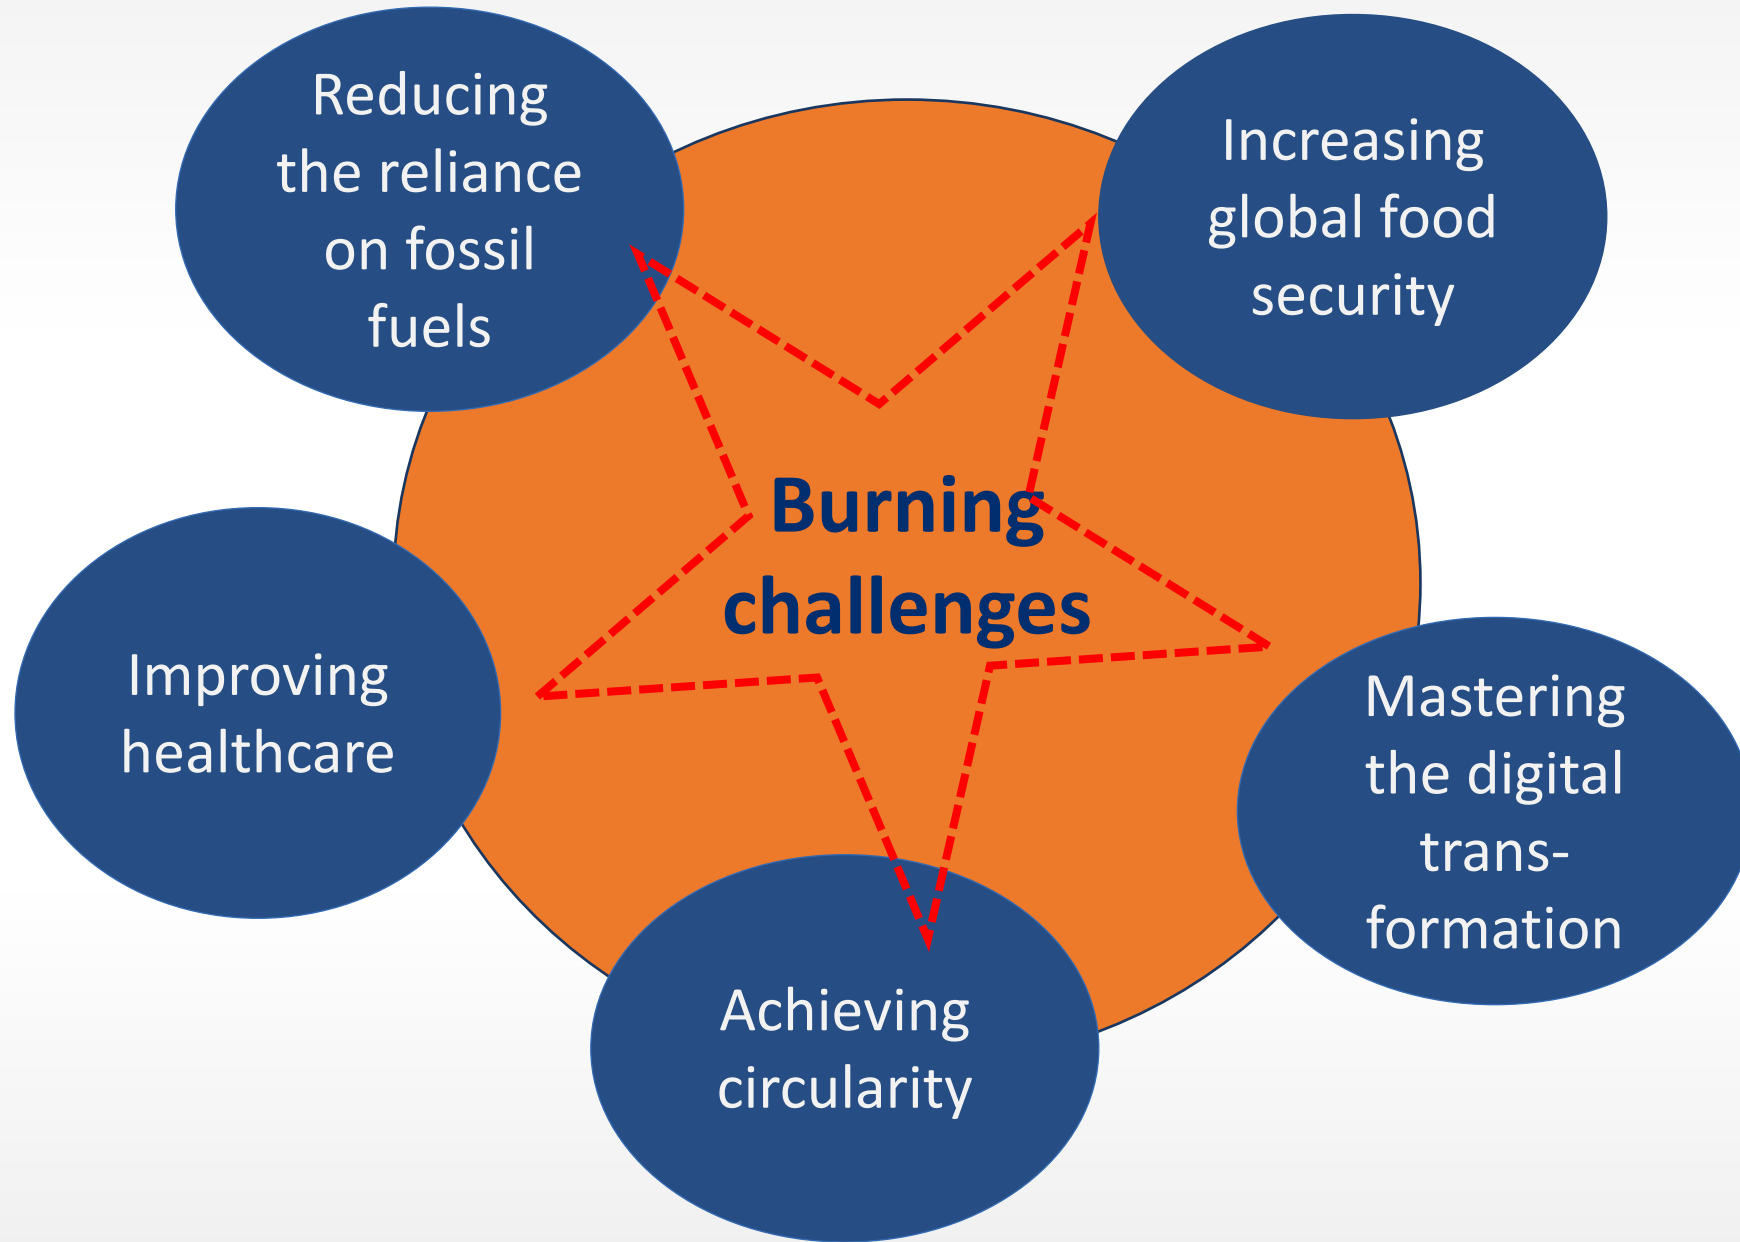 Reducing
the reliance
on fossil
fuels
Increasing
global food
security
Burning
challenges
Improving
healthcare
Mastering
the digital
trans-
formation
Achieving
circularity